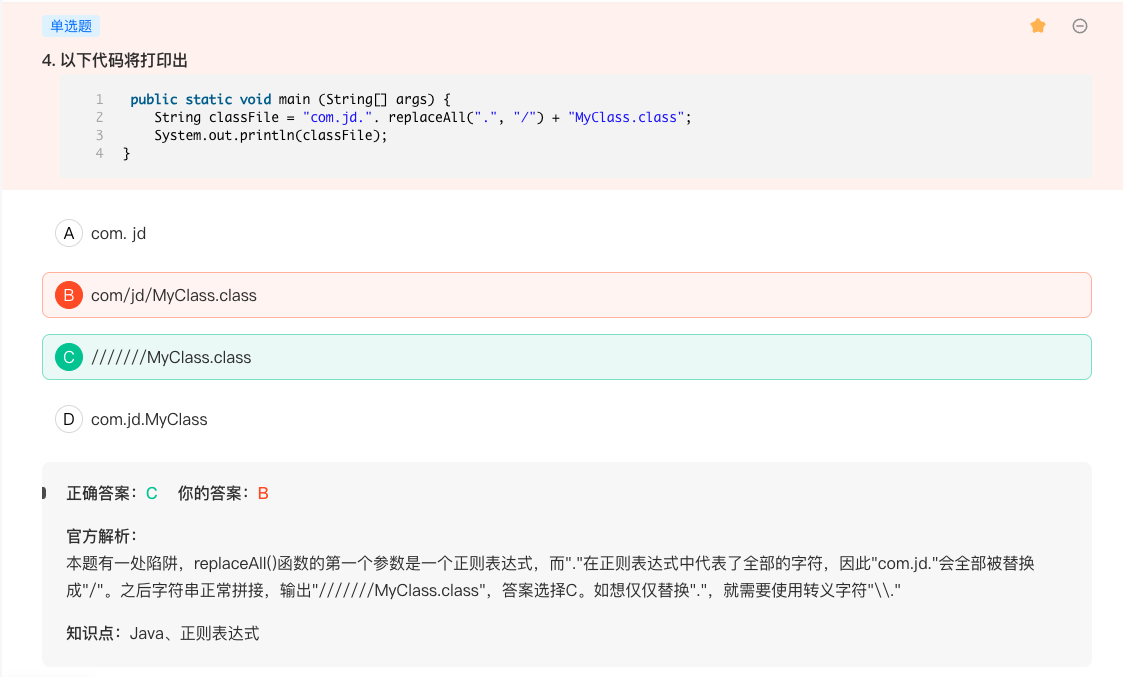 单选题
4. 以下代码将打印出
1 public static void main (String[] args) {
2 String classFile = "com.jd.". replaceAll(".", "/") + "MyClass.class";
3 System.out.println(classFile);
4 }
A com. jd
B com/jd/MyClass.class
C ///////MyClass.class
D com.jd.MyClass
正确答案：C 你的答案：B
官方解析：
本题有一处陷阱，replaceAll()函数的第一个参数是一个正则表达式，而"."在正则表达式中代表了全部的字符，因此"com.jd."会全部被替换
成"/"。之后字符串正常拼接，输出"///////MyClass.class"，答案选择C。如想仅仅替换"."，就需要使用转义字符"\\."
知识点：Java、正则表达式